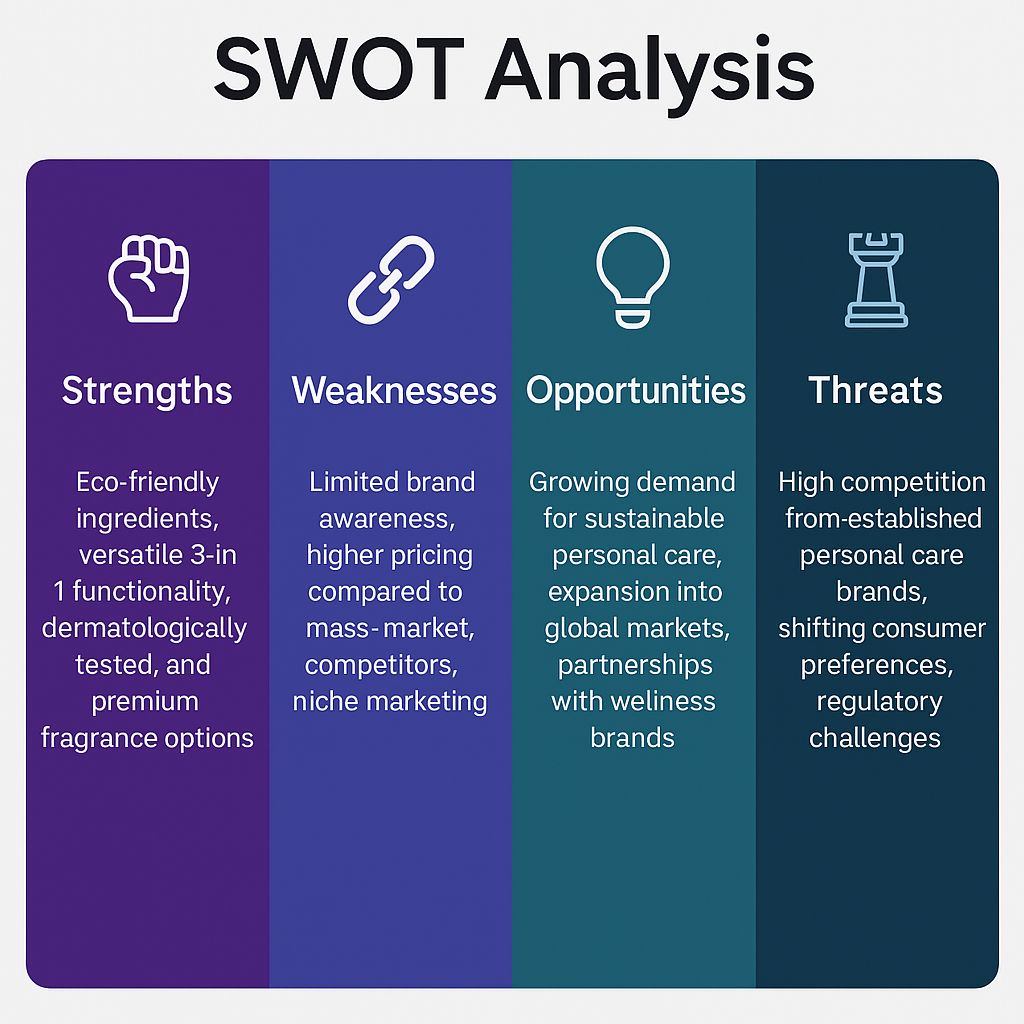 SWOT Analysis
Strengths
Eco-friendly
ingredients,
versatile 3-in
1 functionality,
dermatologically
tested, and
premium
fragrance options
Weaknesses
Limited brand
awareness,
higher pricing
compared to
mass-market,
competitors,
niche marketing
Opportunities
Growing demand
for sustainable
personal care,
expansion into
global markets,
partnerships
with weliness
brands
Threats
High competition
from-established
personal care
brands,
shifting consumer
preferences,
regulatory
challenges